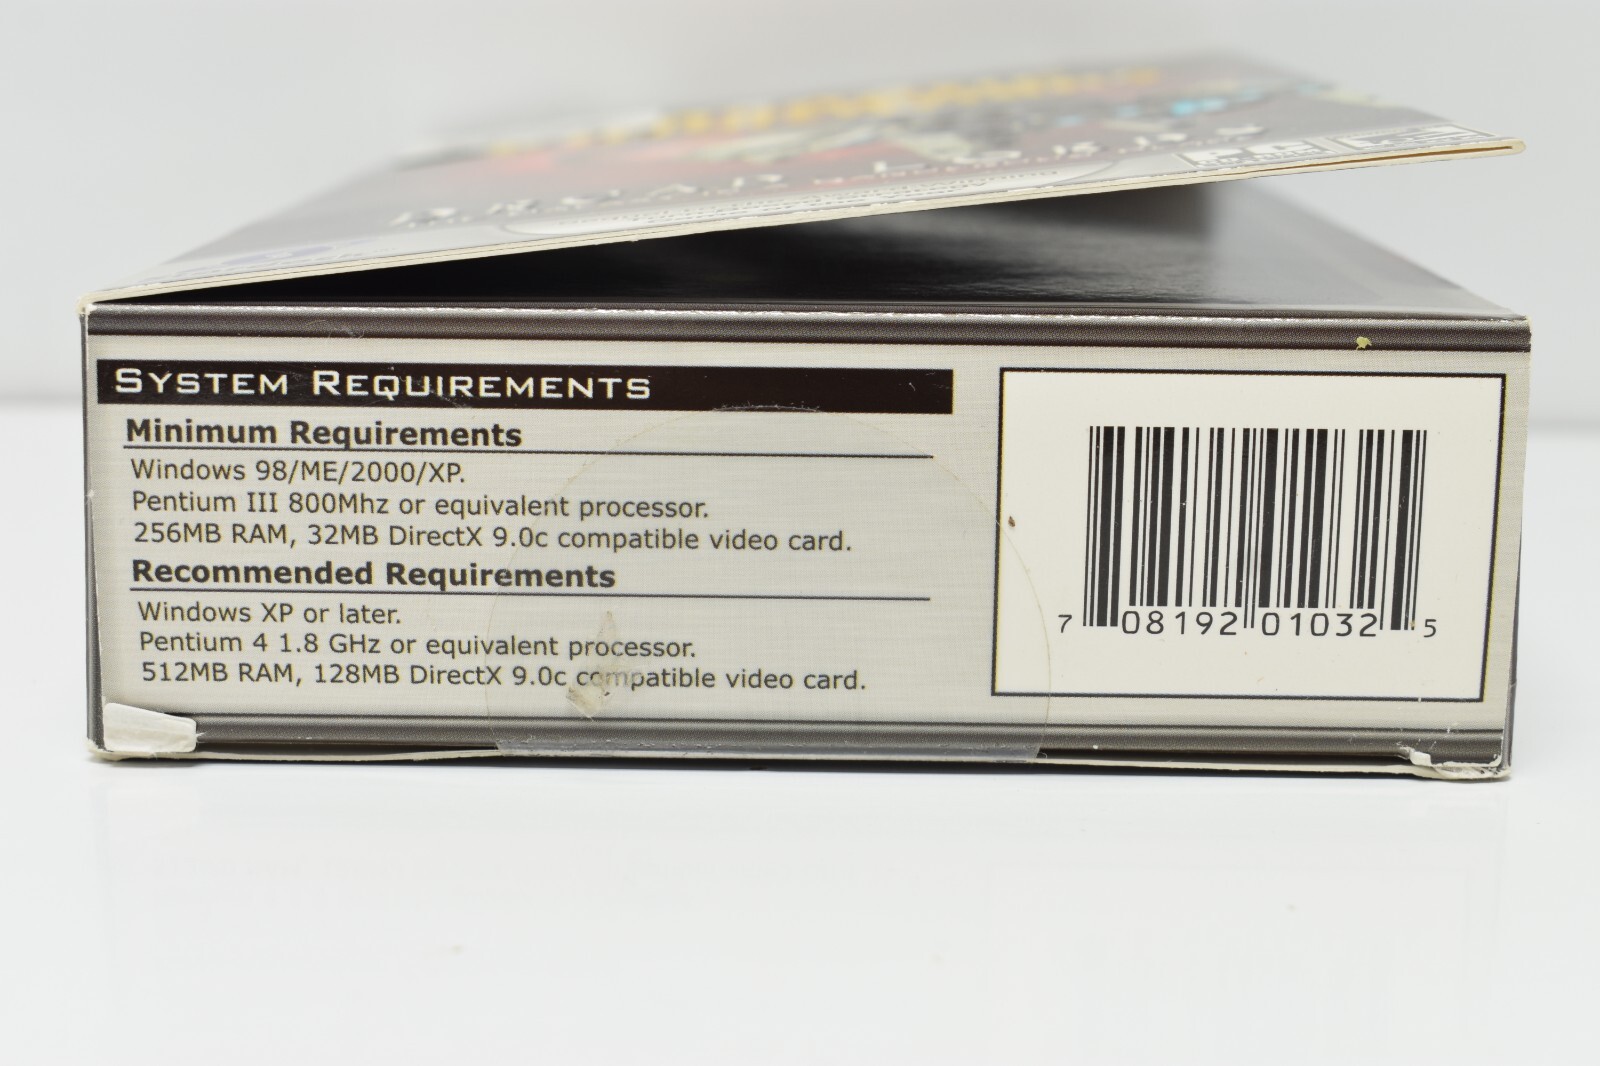 SYSTEM REQUIREMENTS
Minimum Requirements
Windows 98/ME/2000/XP.
Pentium III 800Mhz or equivalent processor.
256MB RAM, 32MB DirectX 9.0c compatible video card.
Recommended Requirements
Windows XP or later.
Pentium 4 1.8 GHz or equivalent processor.
512MB RAM, 128MB DirectX 9.0c compatible video card.
7 08192 01032 5